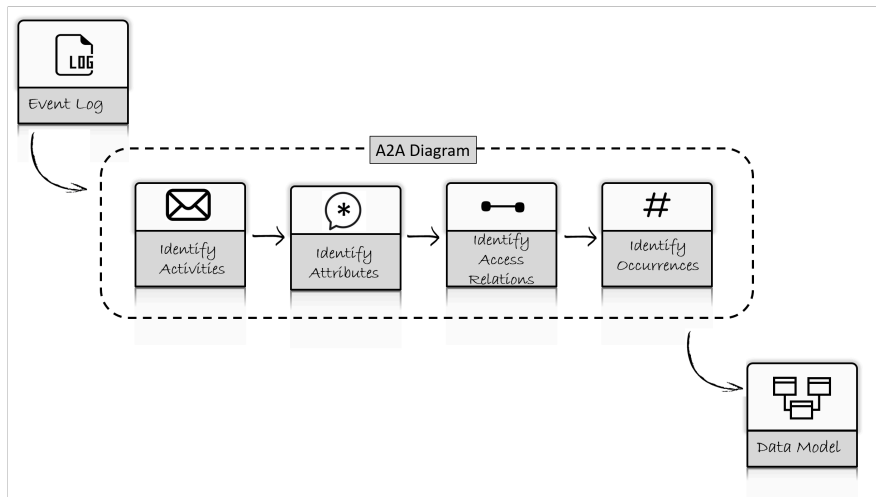 LOG
Event Log
A2A Diagram
*
#
Identify
Activities
Identify
Attributes
Identify
Access
Relations
Identify
Occurrences
Data Model